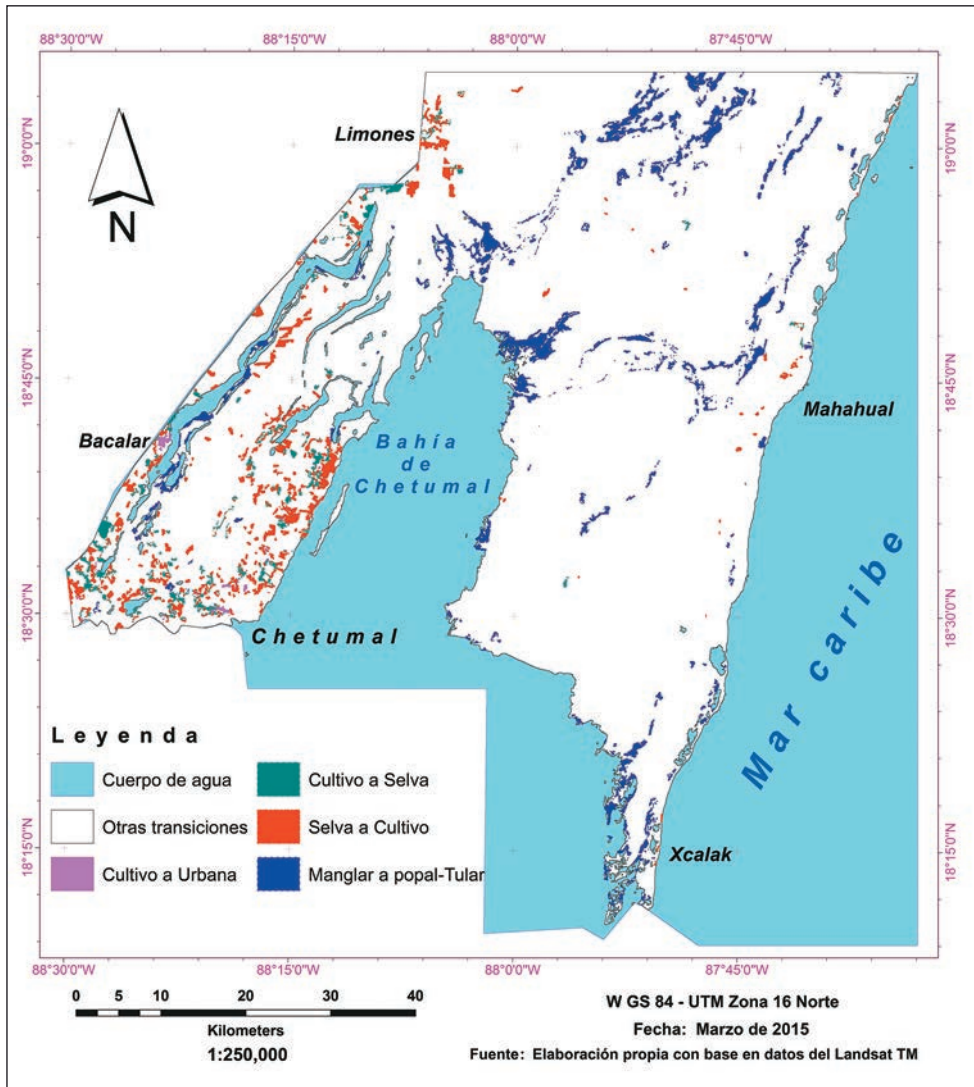 88°30'0"W 88°15'0"W 88°0'0"W 87°45'0"W
19°0'0"N
18°45'0"N
18°30'0"N
18°15'0"N
19°0'0"N
18°45'0"N
18°30'0"N
18°15'0"N
N
Limones
Bacalar
Bahía
de
Chetumal
Mahahual
Chetumal
Mar caribe
Xcalak
Leyenda
Cuerpo de agua
Otras transiciones
Cultivo a Urbana
Cultivo a Selva
Selva a Cultivo
Manglar a popal-Tular
88°30'0"W 88°15'0"W 88°0'0"W 87°45'0"W
0 5 10 20 30 40
Kilometers
1:250,000
W GS 84 - UTM Zona 16 Norte
Fecha: Marzo de 2015
Fuente: Elaboración propia con base en datos del Landsat TM